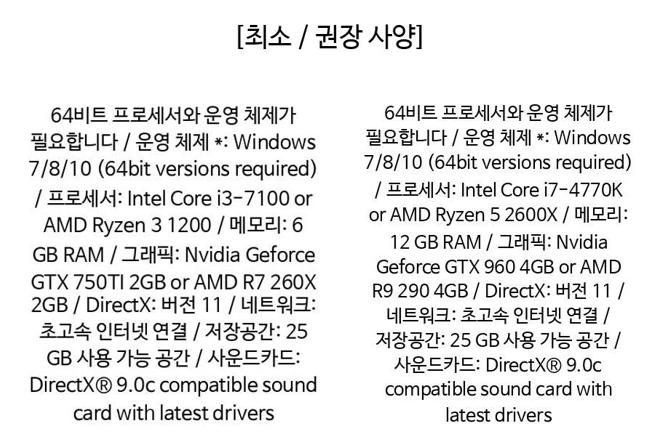 [최소 / 권장 사양]
64비트 프로세서와 운영 체제가
필요합니다 / 운영 체제 *: Windows
7/8/10 (64bit versions required)
/ 프로세서: Intel Core i3-7100 or
AMD Ryzen 3 1200 / 메모리: 6
GB RAM / 그래픽: Nvidia Geforce
GTX 750TI 2GB or AMD R7 260X
2GB / DirectX: 버전 11 / 네트워크:
초고속 인터넷 연결 / 저장공간: 25
GB 사용 가능 공간 / 사운드카드:
DirectX® 9.0c compatible sound
card with latest drivers
64비트 프로세서와 운영 체제가
필요합니다 / 운영 체제 *: Windows
7/8/10 (64bit versions required)
/ 프로세서: Intel Core i7-4770K
or AMD Ryzen 5 2600X / 메모리:
12 GB RAM / 그래픽: Nvidia
Geforce GTX 960 4GB or AMD
R9 290 4GB / DirectX: 버전 11 /
네트워크: 초고속 인터넷 연결 /
저장공간: 25 GB 사용 가능 공간 /
사운드카드: DirectX® 9.0c
compatible sound card with
latest drivers